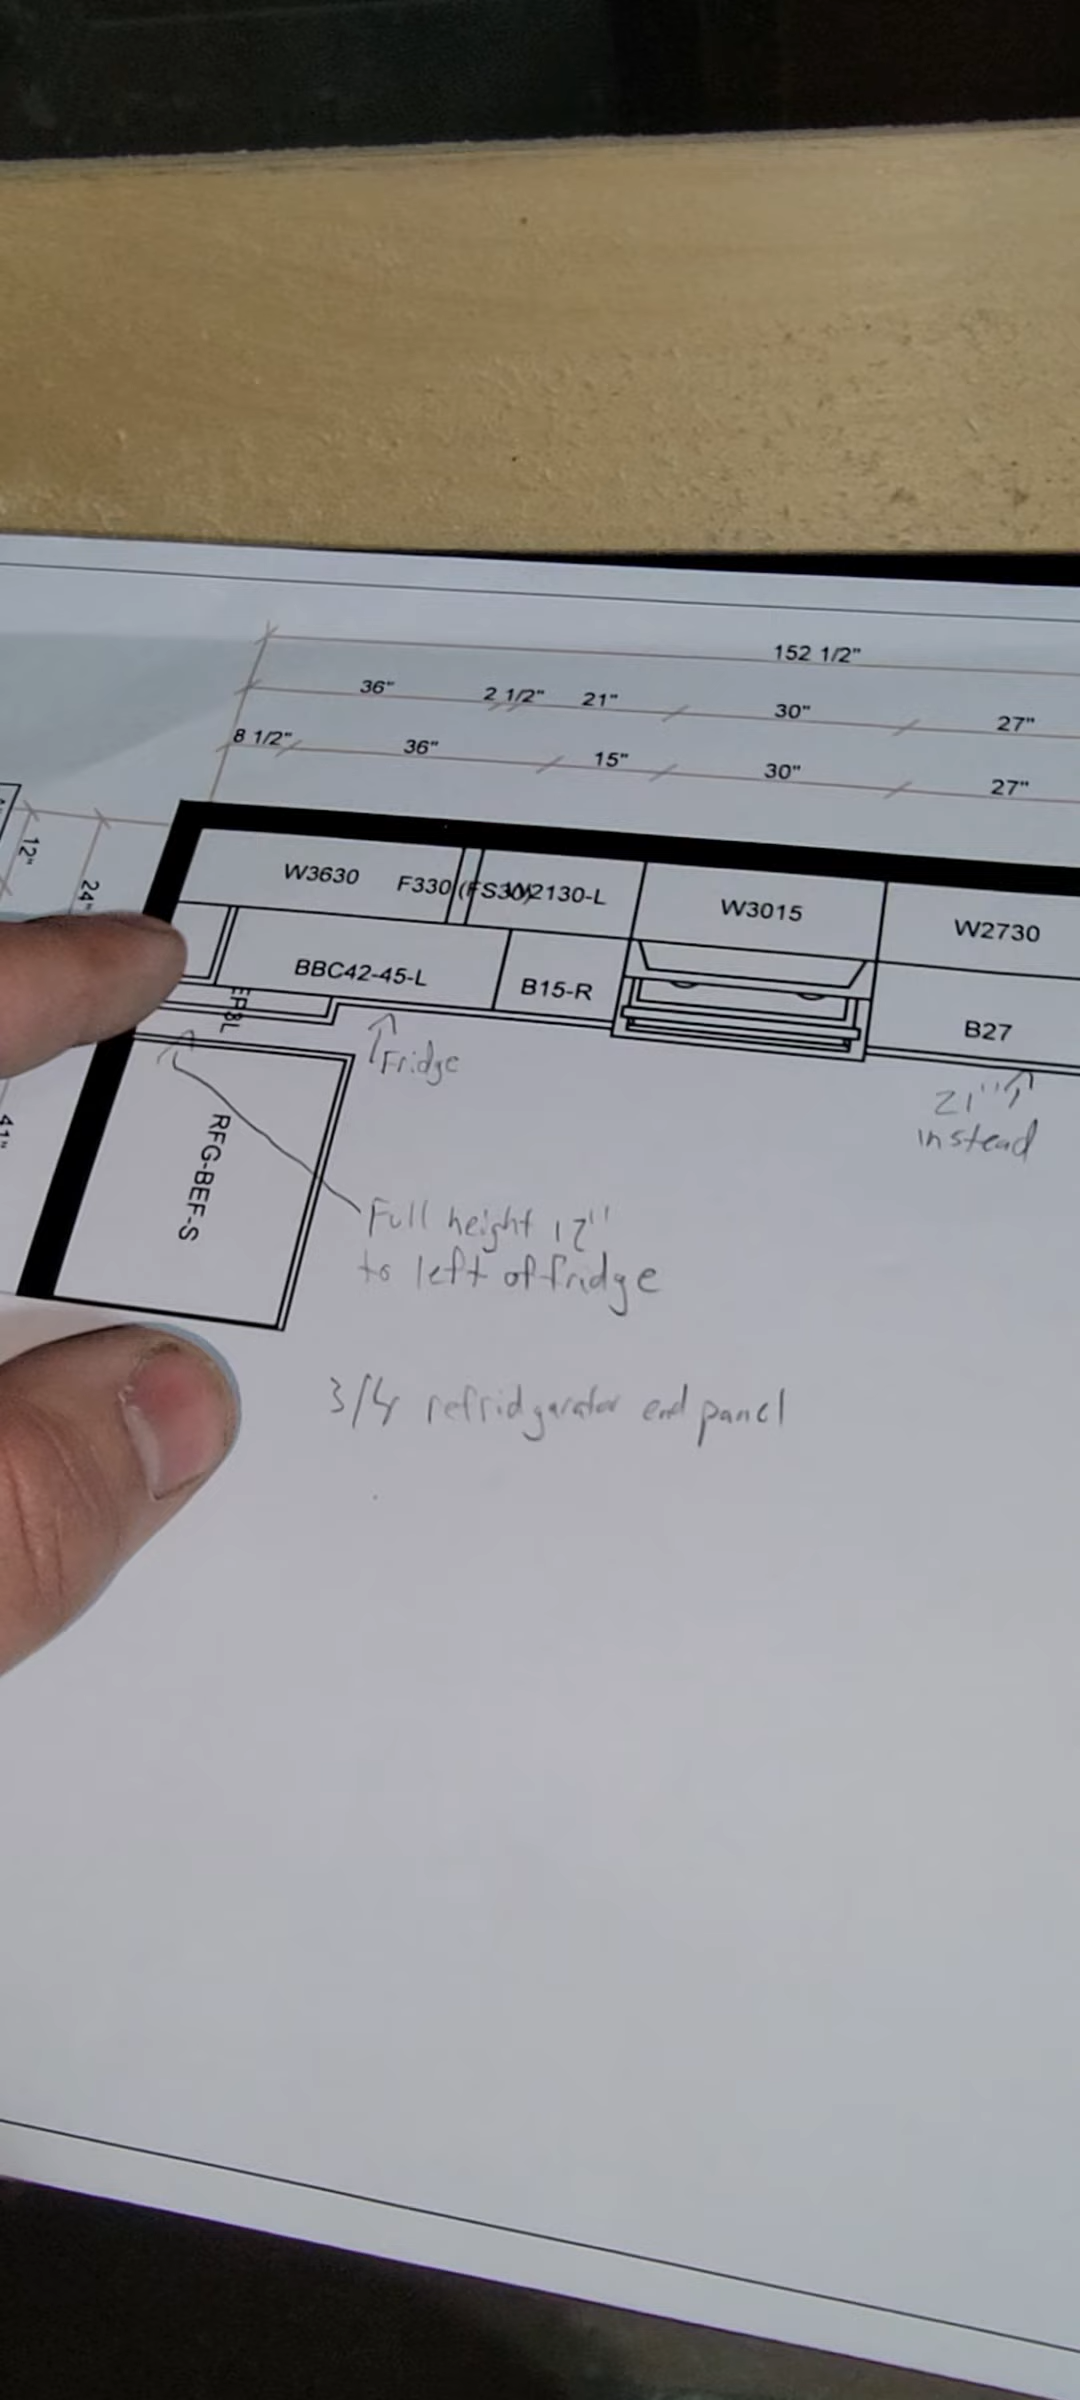 152 1/2"
36"
2 1/2"
21"
30"
27"
8 1/2"
36"
15"
30"
27"
12"
24"
41"
W3630
F330 (FS30)
W2130-L
W3015
W2730
BBC42-45-L
B15-R
B27
RFG-BEF-S
Fridge
21"
instead
Full height 12"
to left of fridge
3/4 refridgarator end panel